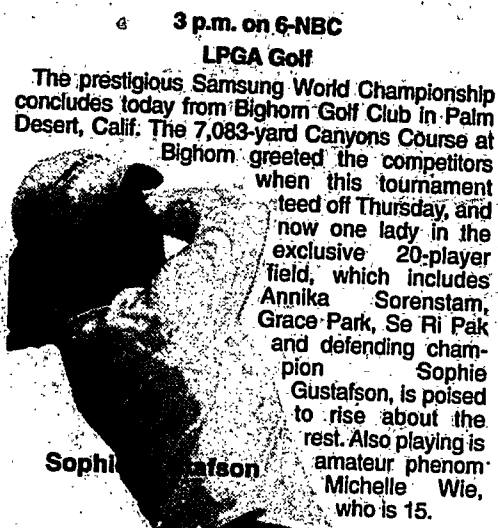 3 p.m. on 6-NBC
LPGA Golf
The prestigious Samsung World Championship
concludes today from Bighorn Golf Club in Palm
Desert, Calif. The 7,083-yard Canyons Course at
Bighorn greeted the competitors
when this tournament
teed off Thursday, and
now one lady in the
exclusive 20-player
field, which includes
Annika Sorenstam,
Grace Park, Se Ri Pak
and defending cham-
pion Sophie
Gustafson, is poised
to rise about the
rest. Also playing is
amateur phenom
Michelle Wie,
who is 15.